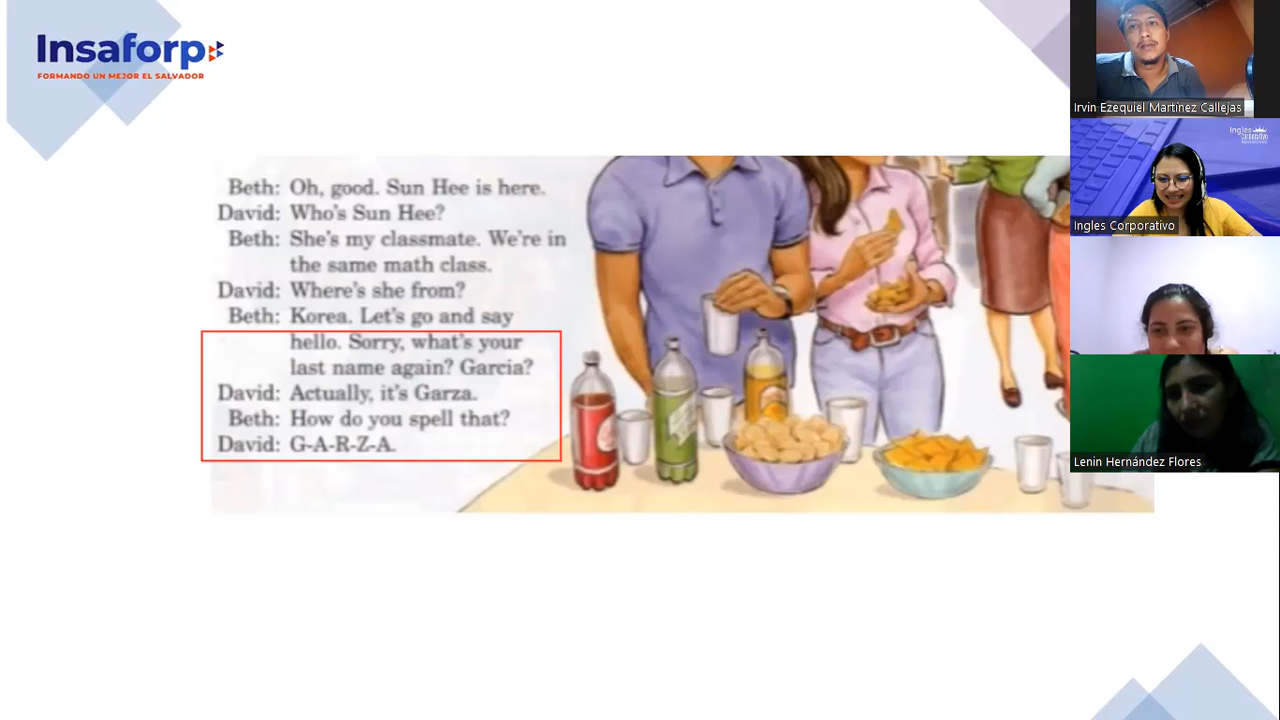 Insaforp
FORMANDO UN MEJOR EL SALVADOR
Beth: Oh, good. Sun Hee is here.
David: Who's Sun Hee?
Beth: She's my classmate. We're in
the same math class.
David: Where's she from?
Beth: Korea. Let's go and say
hello. Sorry, what's your
last name again? Garcia?
David: Actually, it's Garza.
Beth: How do you spell that?
David: G-A-R-Z-A.
Irvin Ezequiel Martínez Callejas
Ingles Corporativo
Lenin Hernández Flores